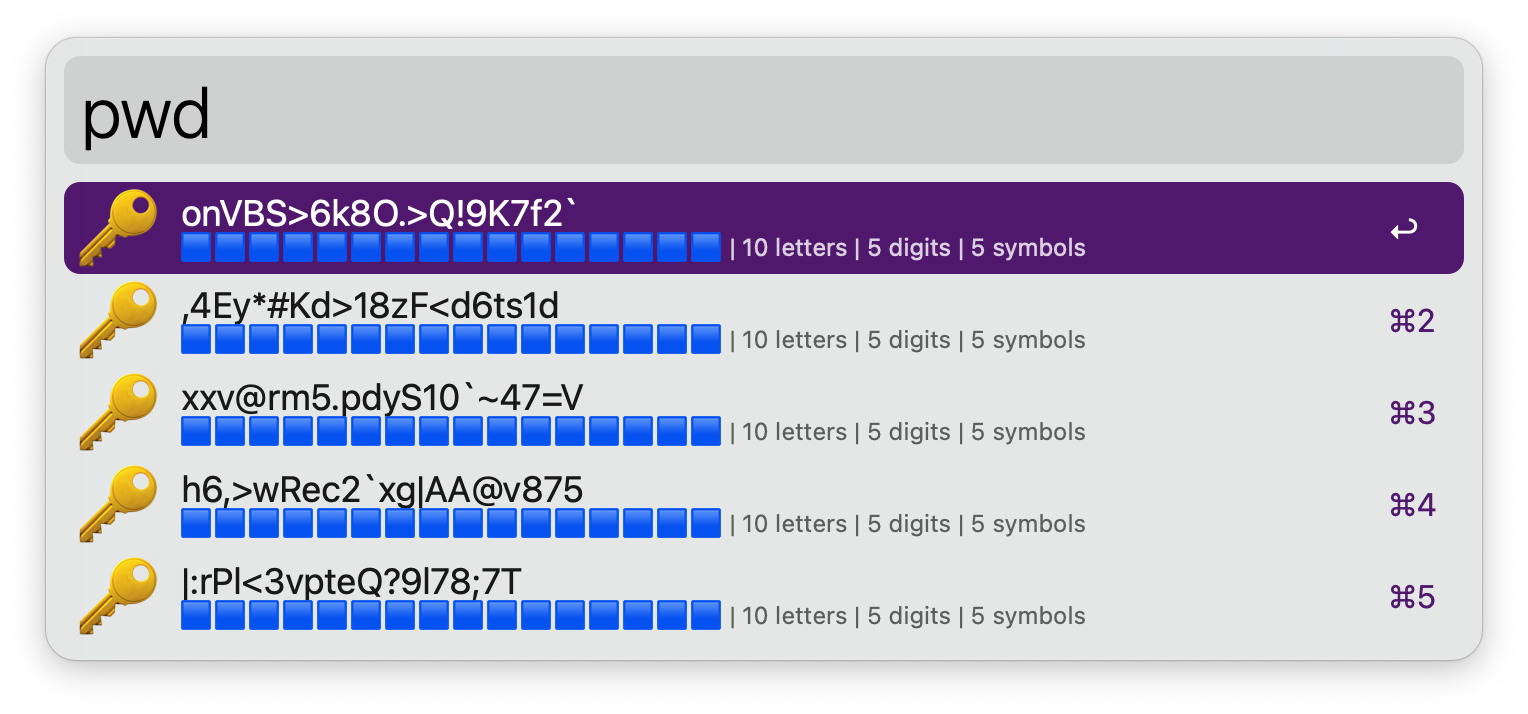 pwd
onVBS>6k8O.>Q!9K7f2`
| 10 letters | 5 digits | 5 symbols
,4Ey*#Kd>18zF<d6ts1d
| 10 letters | 5 digits | 5 symbols
⌘2
xxv@rm5.pdyS10`~47=V
| 10 letters | 5 digits | 5 symbols
⌘3
h6,>wRec2`xg|AA@v875
| 10 letters | 5 digits | 5 symbols
⌘4
|:rPl<3vpteQ?9l78;7T
| 10 letters | 5 digits | 5 symbols
⌘5